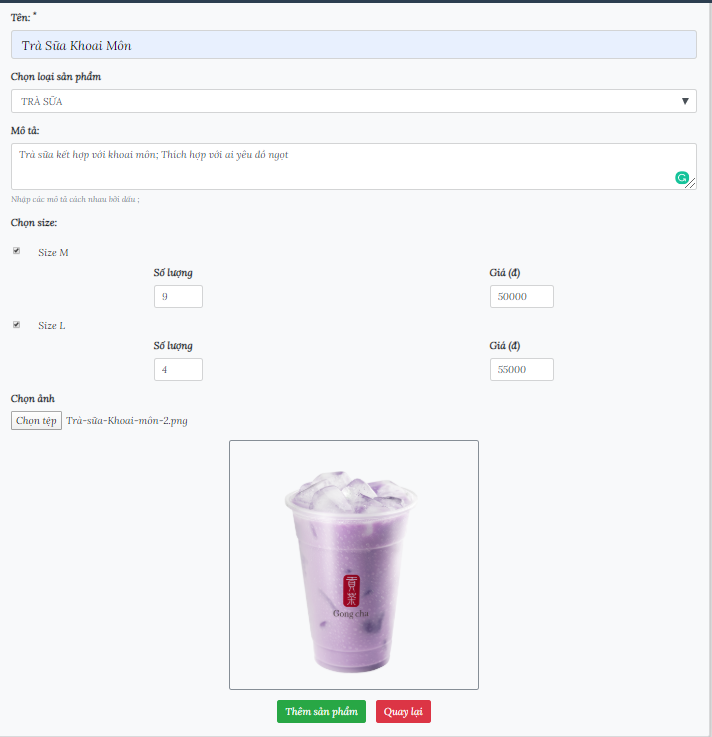 Tên: *
Trà Sữa Khoai Môn
Chọn loại sản phẩm
TRÀ SỮA
Mô tả:
Trà sữa kết hợp với khoai môn; Thích hợp với ai yêu đồ ngọt
Nhập các mô tả cách nhau bởi dấu ;
Chọn size:
Size M
Số lượng Giá (đ)
9 50000
Size L
Số lượng Giá (đ)
4 55000
Chọn ảnh
Chọn tệp Trà-sữa-Khoai-môn-2.png
貢茶
Gong cha
Thêm sản phẩm Quay lại